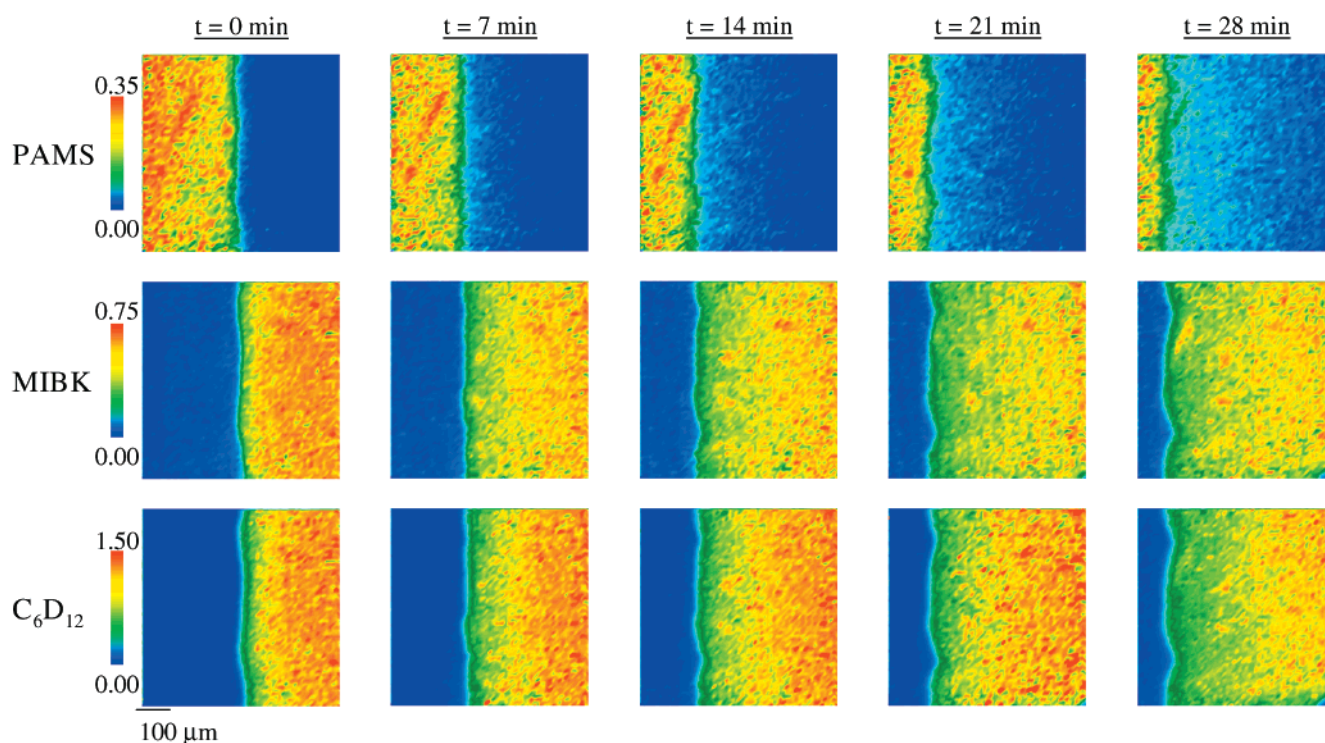 t = 0 min
t = 7 min
t = 14 min
t = 21 min
t = 28 min
0.35
PAMS
0.00
0.75
MIBK
0.00
1.50
C₆D₁₂
0.00
100 μm